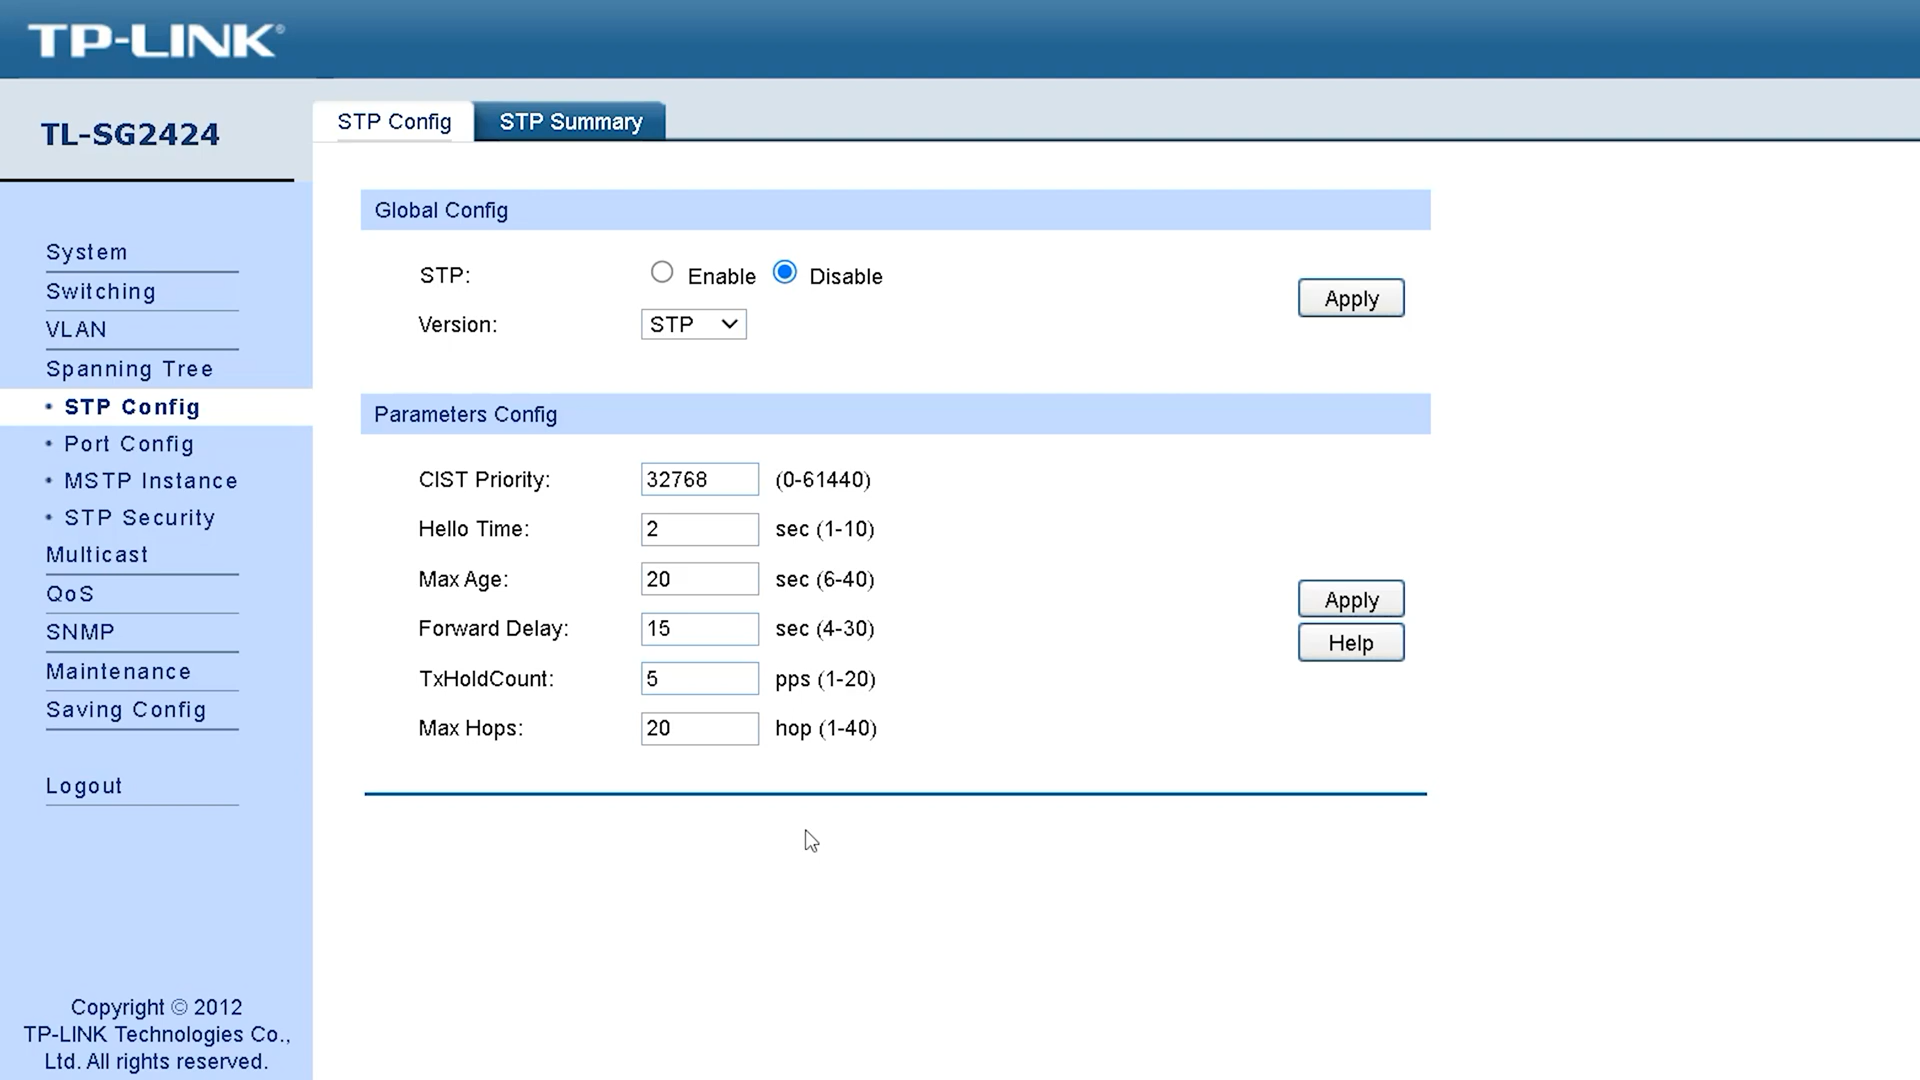 TP-LINK®
TL-SG2424
STP Config
STP Summary
System
Switching
VLAN
Spanning Tree
• STP Config
• Port Config
• MSTP Instance
• STP Security
Multicast
QoS
SNMP
Maintenance
Saving Config
Logout
Copyright © 2012
TP-LINK Technologies Co.,
Ltd. All rights reserved.
Global Config
STP: Enable Disable
Version: STP
Apply
Parameters Config
CIST Priority: 32768 (0-61440)
Hello Time: 2 sec (1-10)
Max Age: 20 sec (6-40)
Forward Delay: 15 sec (4-30)
TxHoldCount: 5 pps (1-20)
Max Hops: 20 hop (1-40)
Apply
Help